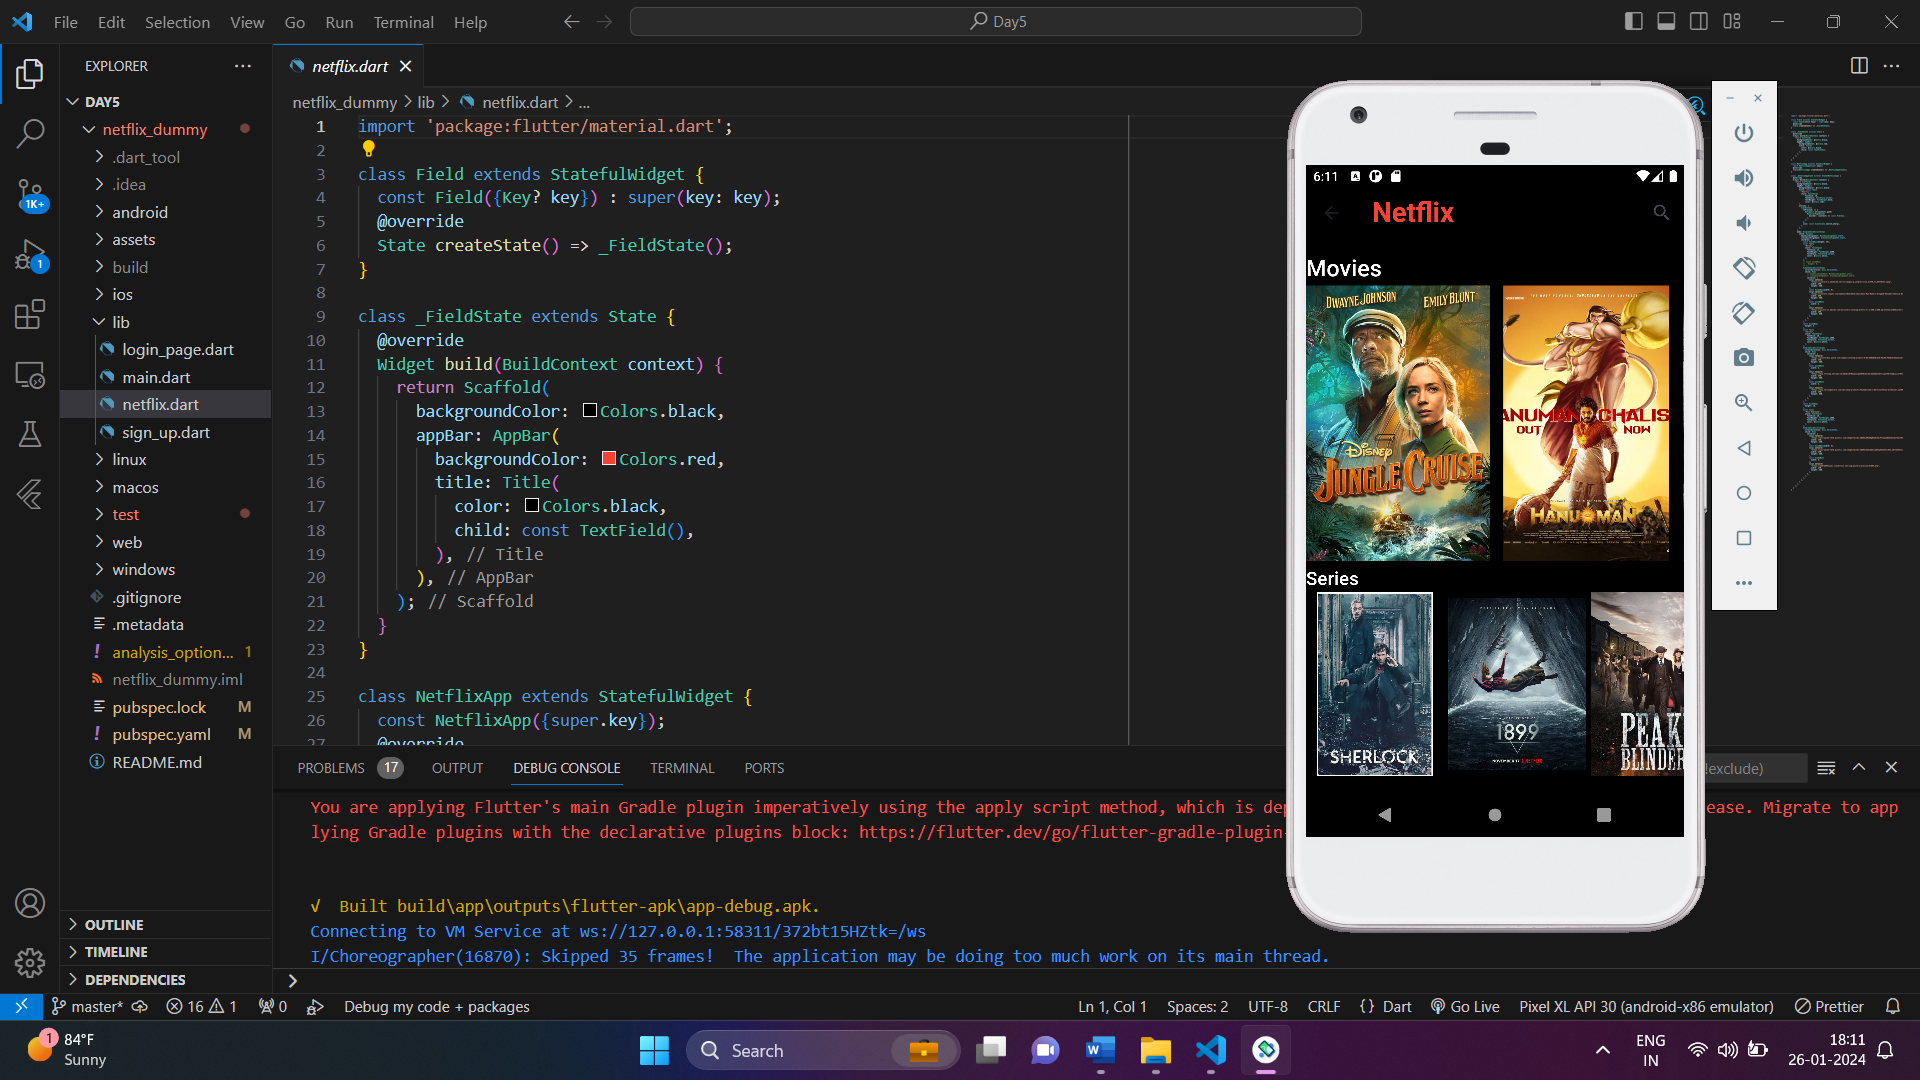 File Edit Selection View Go Run Terminal Help
Day5
EXPLORER
DAY5
netflix_dummy
.dart_tool
.idea
android
assets
build
ios
lib
login_page.dart
main.dart
netflix.dart
sign_up.dart
linux
macos
test
web
windows
.gitignore
.metadata
analysis_option... 1
netflix_dummy.iml
pubspec.lock M
pubspec.yaml M
README.md
OUTLINE
TIMELINE
DEPENDENCIES
1K+
1
netflix.dart
netflix_dummy > lib > netflix.dart > ...
1 import 'package:flutter/material.dart';
2
3 class Field extends StatefulWidget {
4 const Field({Key? key}) : super(key: key);
5 @override
6 State createState() => _FieldState();
7 }
8
9 class _FieldState extends State {
10 @override
11 Widget build(BuildContext context) {
12 return Scaffold(
13 backgroundColor: Colors.black,
14 appBar: AppBar(
15 backgroundColor: Colors.red,
16 title: Title(
17 color: Colors.black,
18 child: const TextField(),
19 ), // Title
20 ), // AppBar
21 ); // Scaffold
22 }
23 }
24
25 class NetflixApp extends StatefulWidget {
26 const NetflixApp({super.key});
27 @override
6:11
Netflix
Movies
DWAYNE JOHNSON EMILY BLUNT
DISNEY
JUNGLE CRUISE
ANUMAN CHALIS
OUT NOW
HANU-MAN
Series
SHERLOCK
1899
PEAK
BLINDER
PROBLEMS 17 OUTPUT DEBUG CONSOLE TERMINAL PORTS
!exclude)
You are applying Flutter's main Gradle plugin imperatively using the apply script method, which is de
ease. Migrate to app
lying Gradle plugins with the declarative plugins block: https://flutter.dev/go/flutter-gradle-plugin-
√ Built build\app\outputs\flutter-apk\app-debug.apk.
Connecting to VM Service at ws://127.0.0.1:58311/372bt15HZtk=/ws
I/Choreographer(16870): Skipped 35 frames! The application may be doing too much work on its main thread.
master* 16 1 0 Debug my code + packages
Ln 1, Col 1 Spaces: 2 UTF-8 CRLF {} Dart Go Live Pixel XL API 30 (android-x86 emulator) Prettier
1
84°F
Sunny
Search
ENG
IN
18:11
26-01-2024